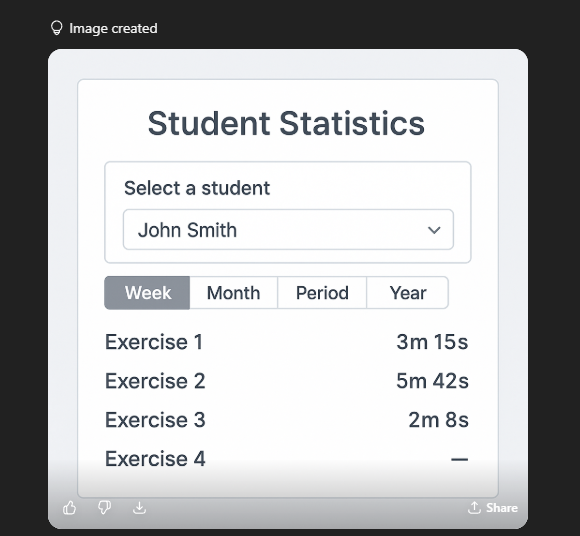 Image created
Student Statistics
Select a student
John Smith
Week Month Period Year
Exercise 1 3m 15s
Exercise 2 5m 42s
Exercise 3 2m 8s
Exercise 4 —
Share